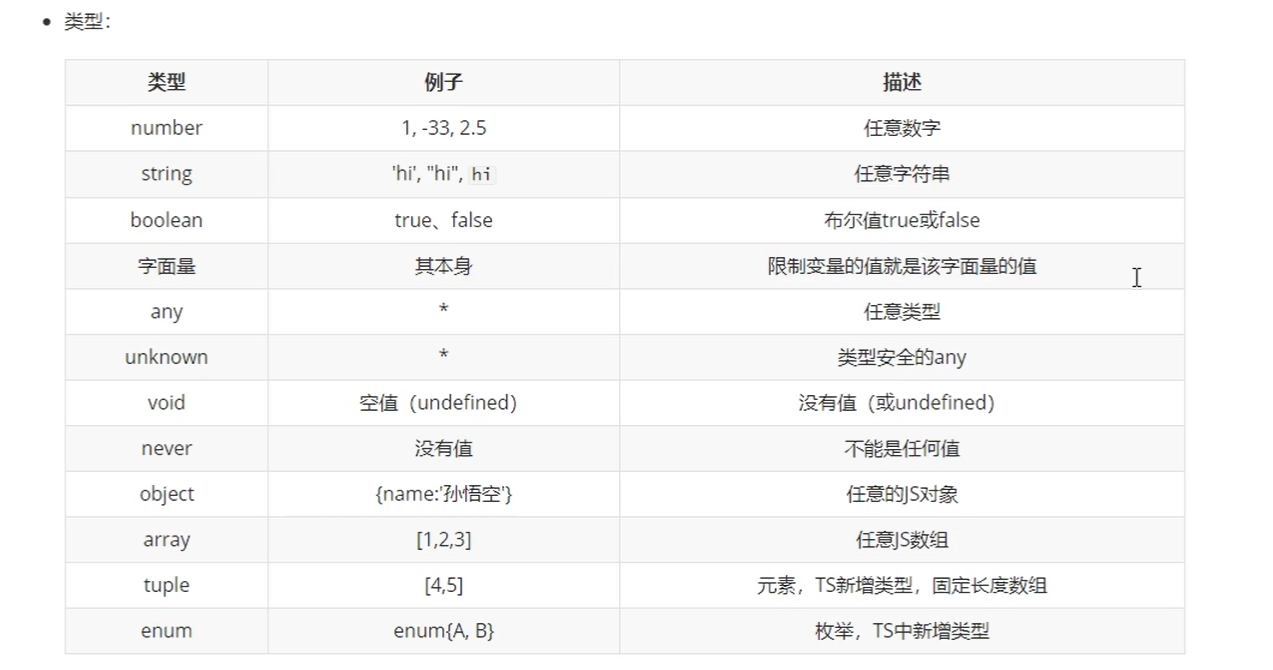 类型：
类型 例子 描述
number 1, -33, 2.5 任意数字
string 'hi', "hi", hi 任意字符串
boolean true、false 布尔值true或false
字面量 其本身 限制变量的值就是该字面量的值
any * 任意类型
unknown * 类型安全的any
void 空值（undefined） 没有值（或undefined）
never 没有值 不能是任何值
object {name:'孙悟空'} 任意的JS对象
array [1,2,3] 任意JS数组
tuple [4,5] 元素，TS新增类型，固定长度数组
enum enum{A, B} 枚举，TS中新增类型